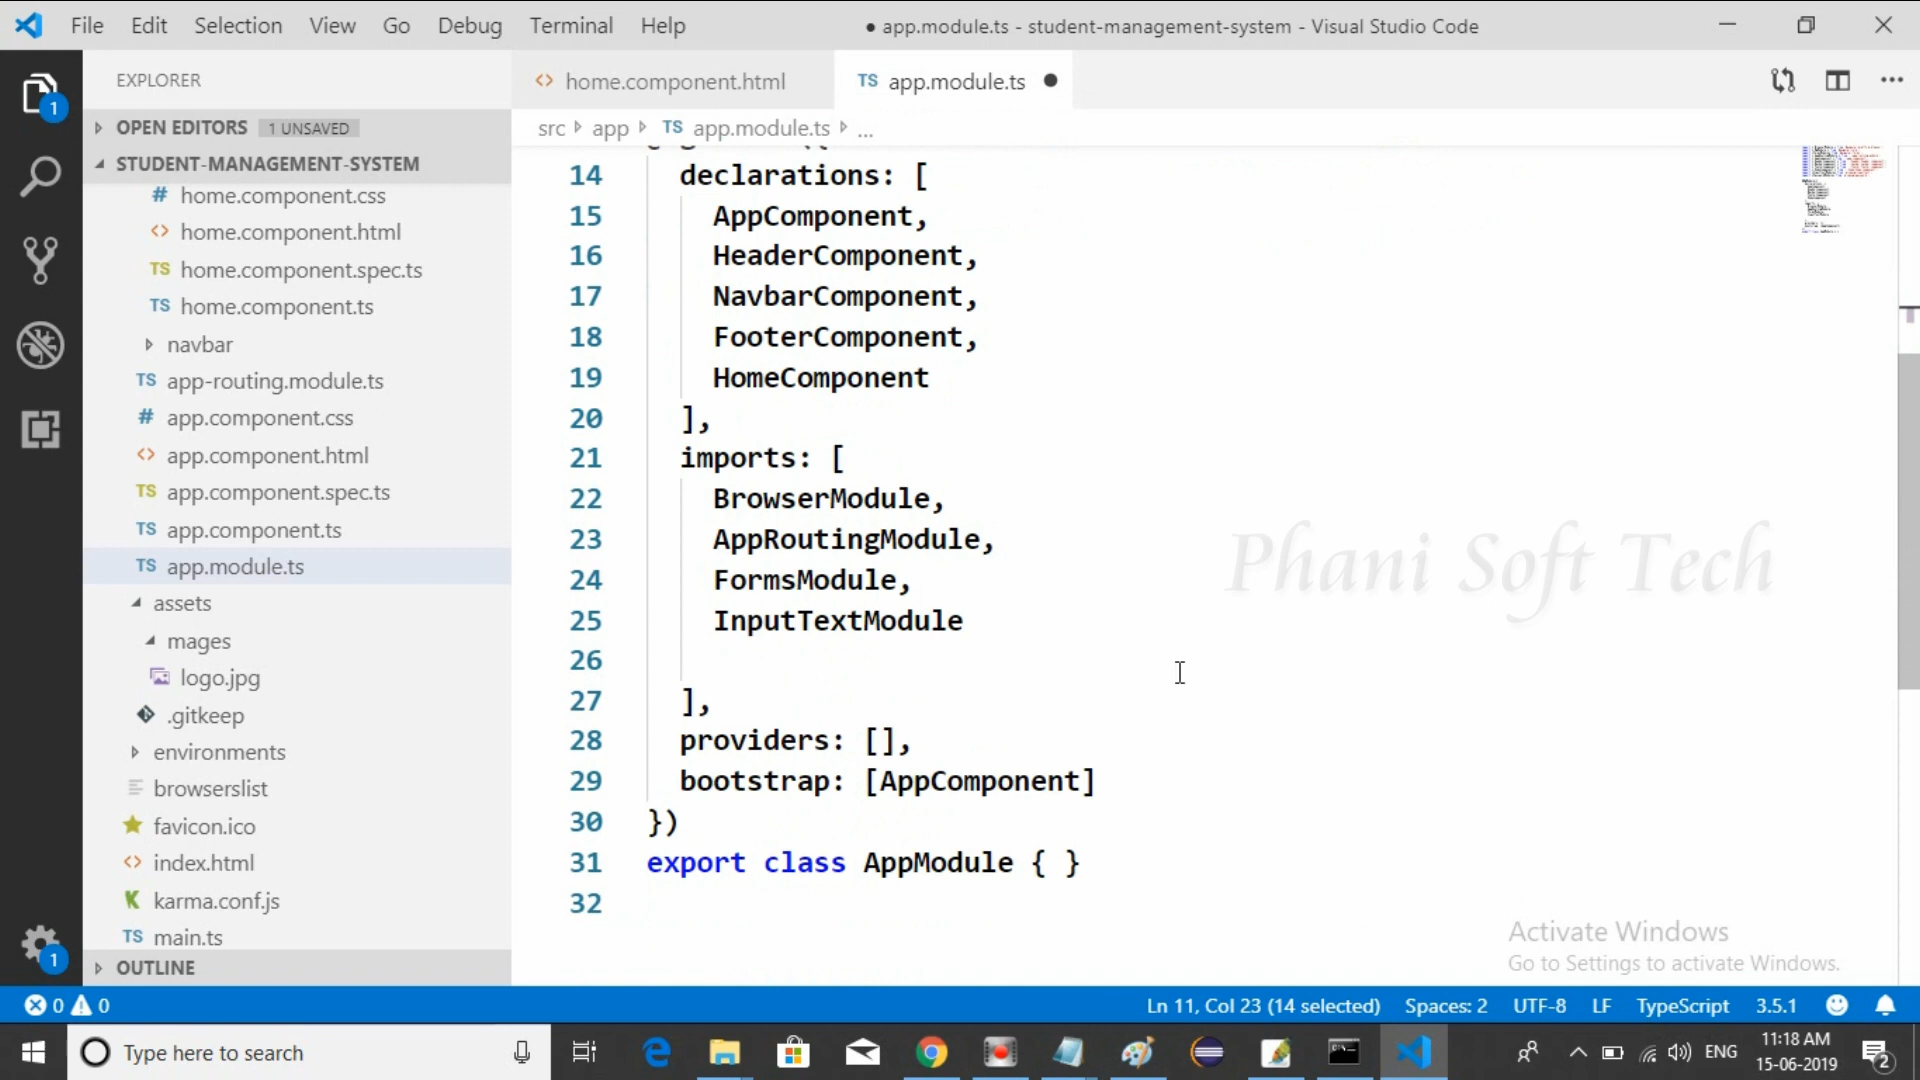 File Edit Selection View Go Debug Terminal Help
● app.module.ts - student-management-system - Visual Studio Code
EXPLORER
OPEN EDITORS 1 UNSAVED
STUDENT-MANAGEMENT-SYSTEM
# home.component.css
<> home.component.html
TS home.component.spec.ts
TS home.component.ts
navbar
TS app-routing.module.ts
# app.component.css
<> app.component.html
TS app.component.spec.ts
TS app.component.ts
TS app.module.ts
assets
mages
logo.jpg
.gitkeep
environments
browserslist
favicon.ico
<> index.html
K karma.conf.js
TS main.ts
OUTLINE
1
1
<> home.component.html
TS app.module.ts ●
src app TS app.module.ts ...
14 declarations: [
15 AppComponent,
16 HeaderComponent,
17 NavbarComponent,
18 FooterComponent,
19 HomeComponent
20 ],
21 imports: [
22 BrowserModule,
23 AppRoutingModule,
24 FormsModule,
25 InputTextModule
26
27 ],
28 providers: [],
29 bootstrap: [AppComponent]
30 })
31 export class AppModule { }
32
Phani Soft Tech
Activate Windows
Go to Settings to activate Windows.
0 0
Ln 11, Col 23 (14 selected) Spaces: 2 UTF-8 LF TypeScript 3.5.1
Type here to search
ENG
11:18 AM
15-06-2019
2